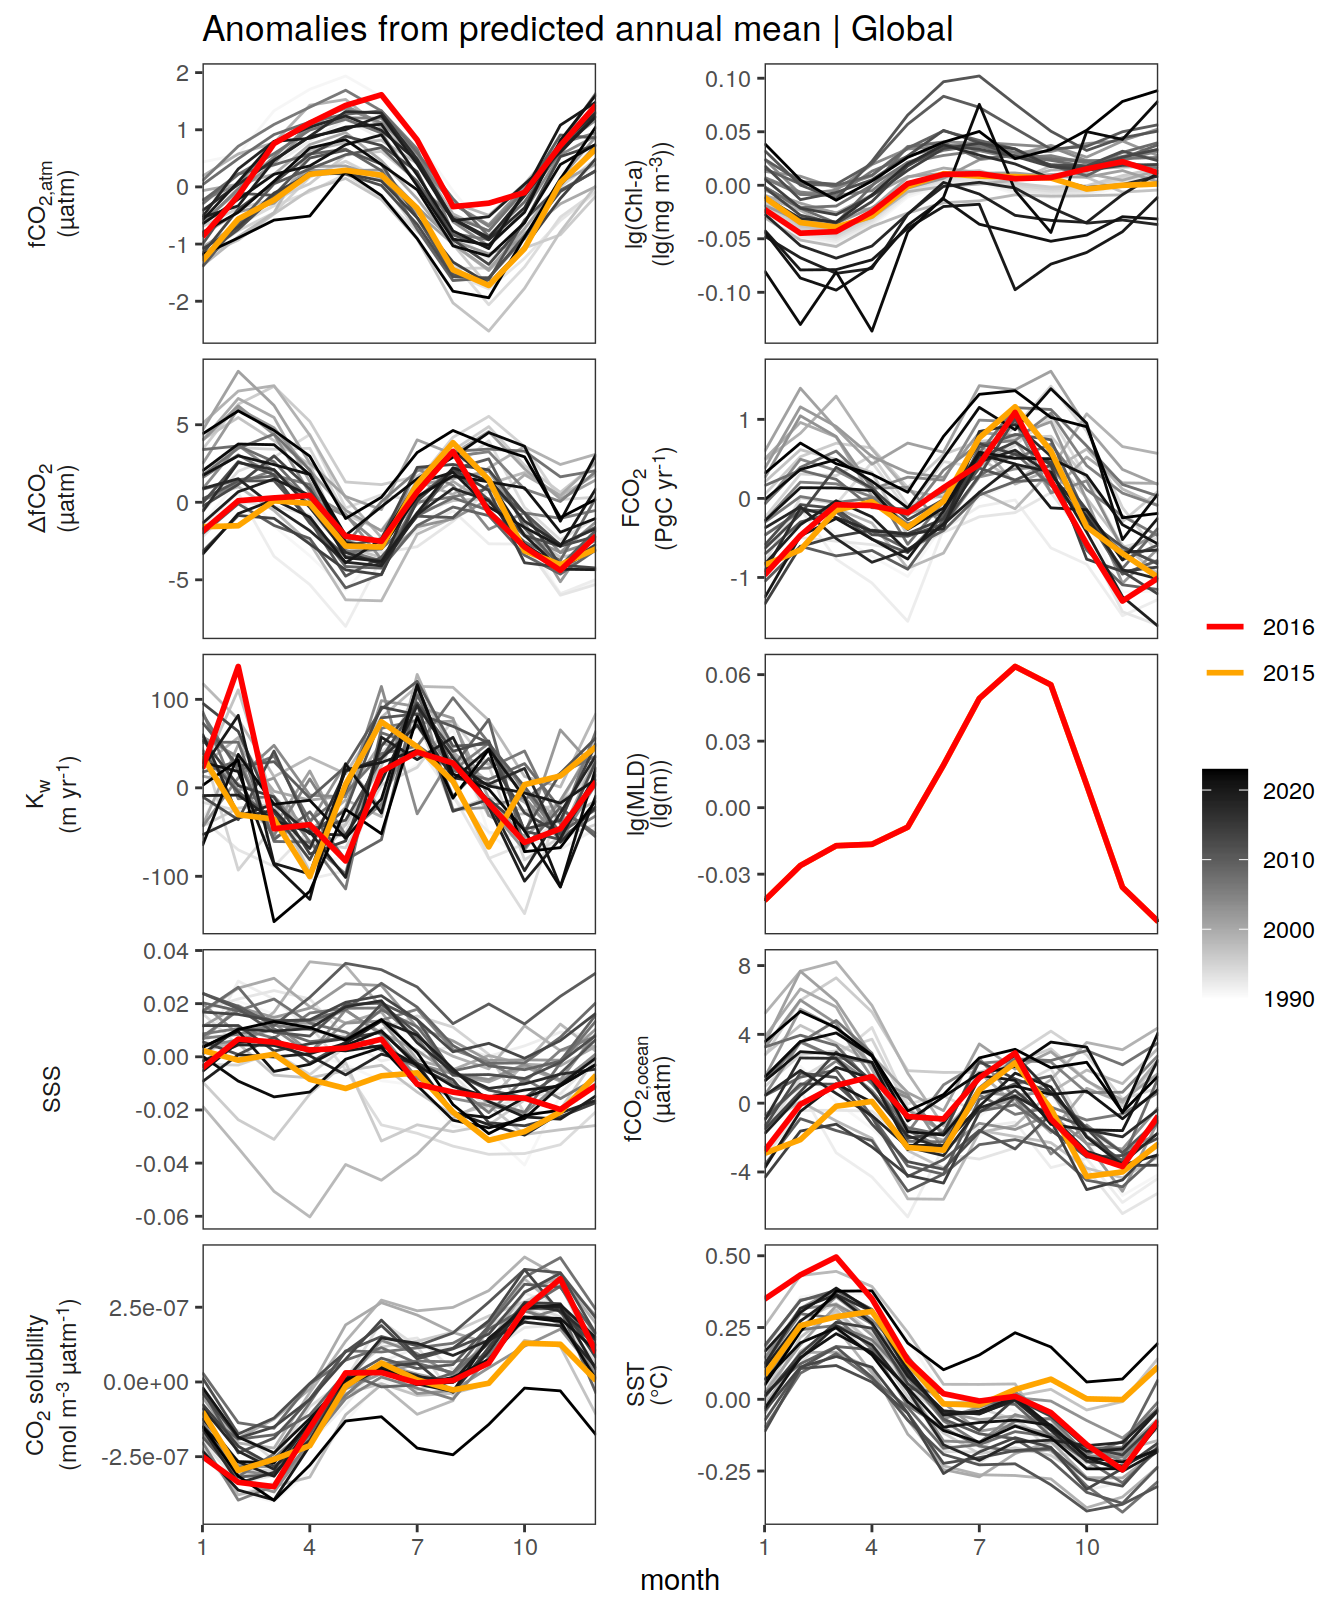 Anomalies from predicted annual mean | Global
fCO2,atm
(µatm)
2
1
0
-1
-2
lg(Chl-a)
(lg(mg m-3))
0.10
0.05
0.00
-0.05
-0.10
ΔfCO2
(µatm)
5
0
-5
FCO2
(PgC yr-1)
1
0
-1
Kw
(m yr-1)
100
0
-100
lg(MLD)
(lg(m))
0.06
0.03
0.00
-0.03
SSS
0.04
0.02
0.00
-0.02
-0.04
-0.06
fCO2,ocean
(µatm)
8
4
0
-4
CO2 solubility
(mol m-3 µatm-1)
2.5e-07
0.0e+00
-2.5e-07
SST
(°C)
0.50
0.25
0.00
-0.25
1 4 7 10
1 4 7 10
month
2016
2015
2020
2010
2000
1990